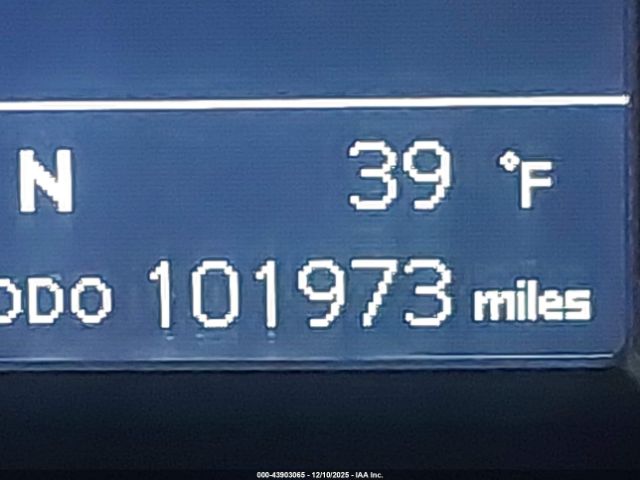 N 39 °F
ODO 101973 miles
000-43903065 - 12/10/2025 - IAA Inc.